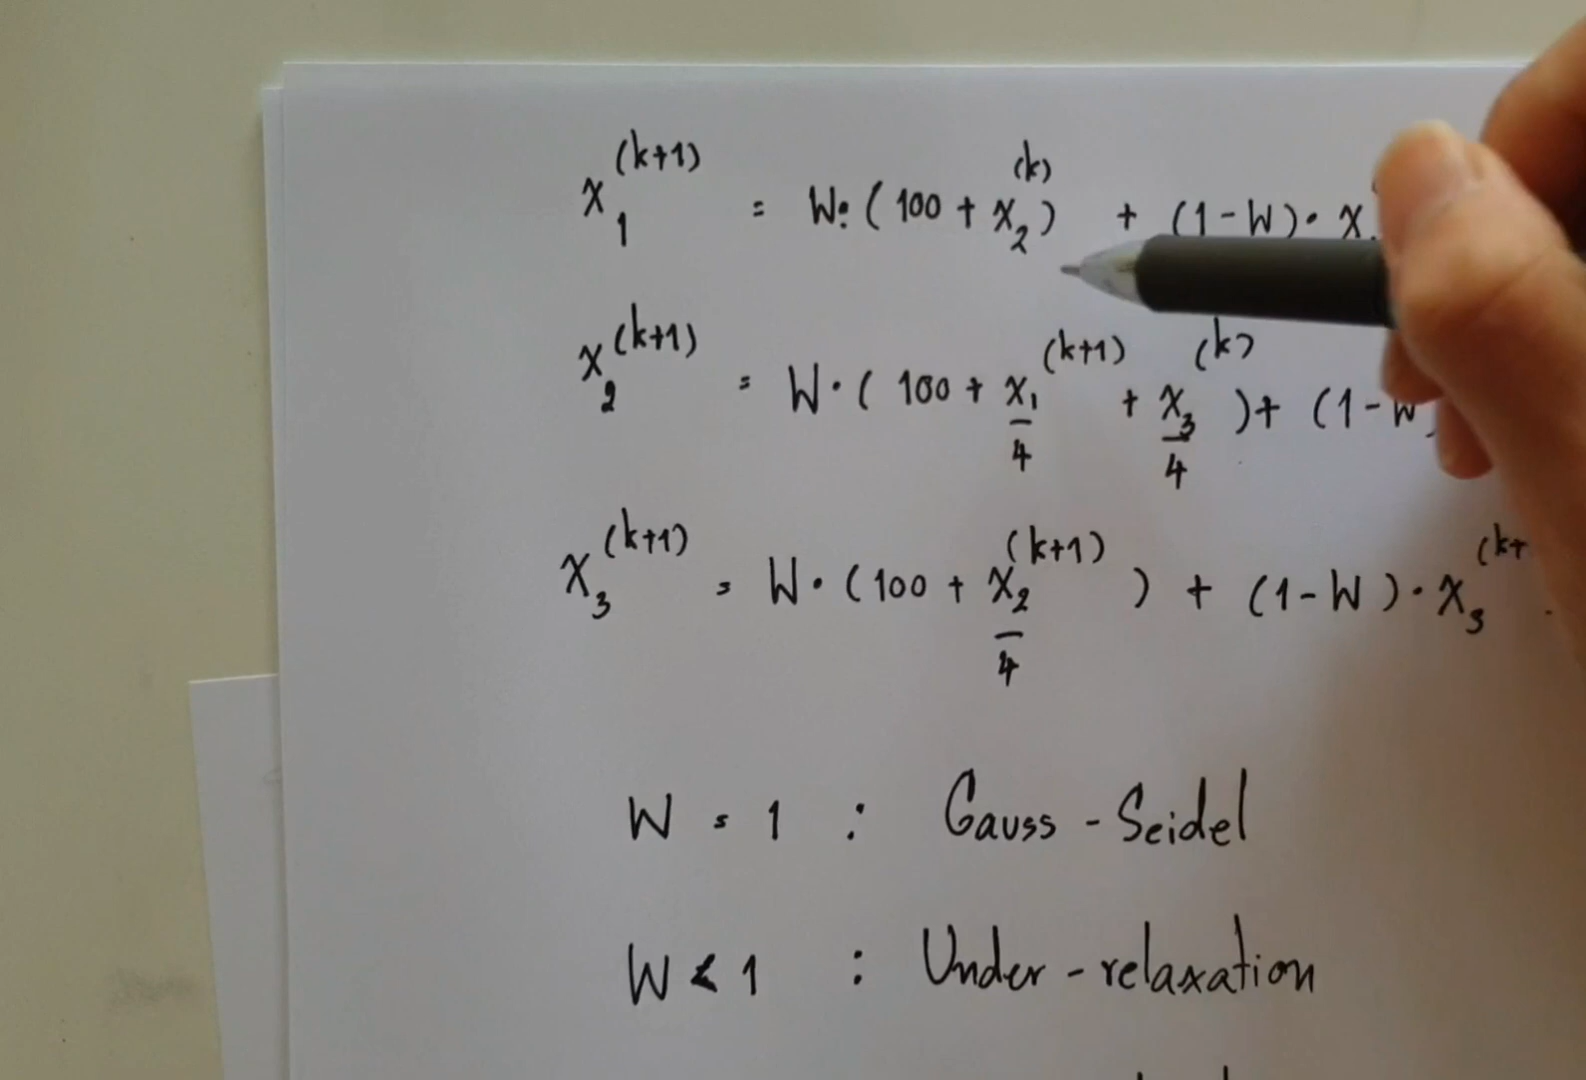 x₁^(k+1) = W·(100 + x₂^(k)) + (1-W)·x
x₂^(k+1) = W·(100 + x₁^(k+1)/4 + x₃^(k)/4) + (1-W
x₃^(k+1) = W·(100 + x₂^(k+1)/4) + (1-W)·x₃^(k+
W = 1 : Gauss-Seidel
W < 1 : Under-relaxation